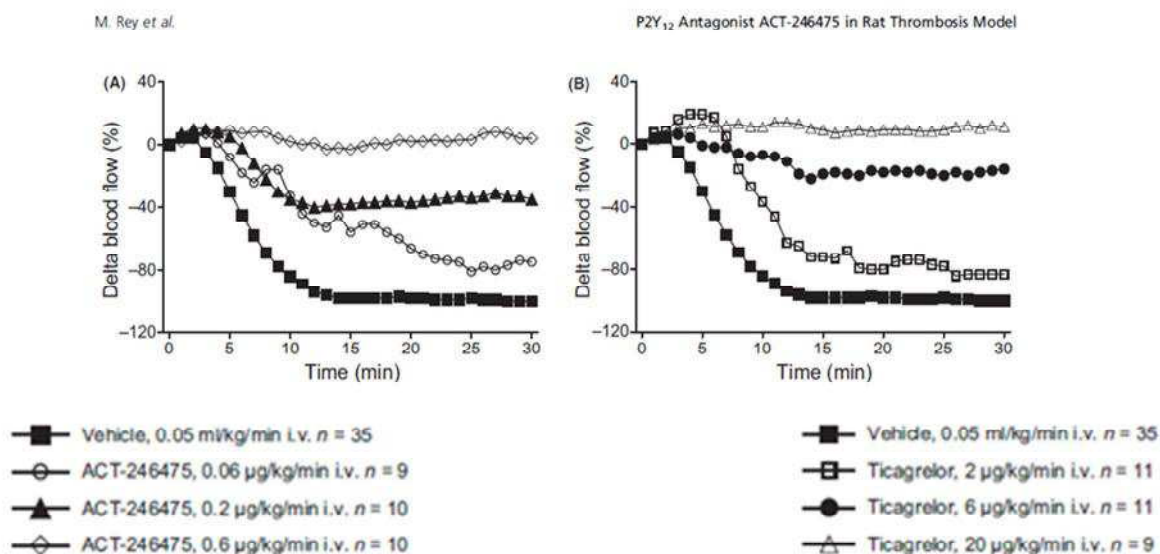 M. Rey et al.
P2Y₁₂ Antagonist ACT-246475 in Rat Thrombosis Model
(A)
40
0
−40
−80
−120
Delta blood flow (%)
0 5 10 15 20 25 30
Time (min)
(B)
40
0
−40
−80
−120
Delta blood flow (%)
0 5 10 15 20 25 30
Time (min)
Vehicle, 0.05 ml/kg/min i.v. n = 35
ACT-246475, 0.06 µg/kg/min i.v. n = 9
ACT-246475, 0.2 µg/kg/min i.v. n = 10
ACT-246475, 0.6 µg/kg/min i.v. n = 10
Vehicle, 0.05 ml/kg/min i.v. n = 35
Ticagrelor, 2 µg/kg/min i.v. n = 11
Ticagrelor, 6 µg/kg/min i.v. n = 11
Ticagrelor, 20 µg/kg/min i.v. n = 9